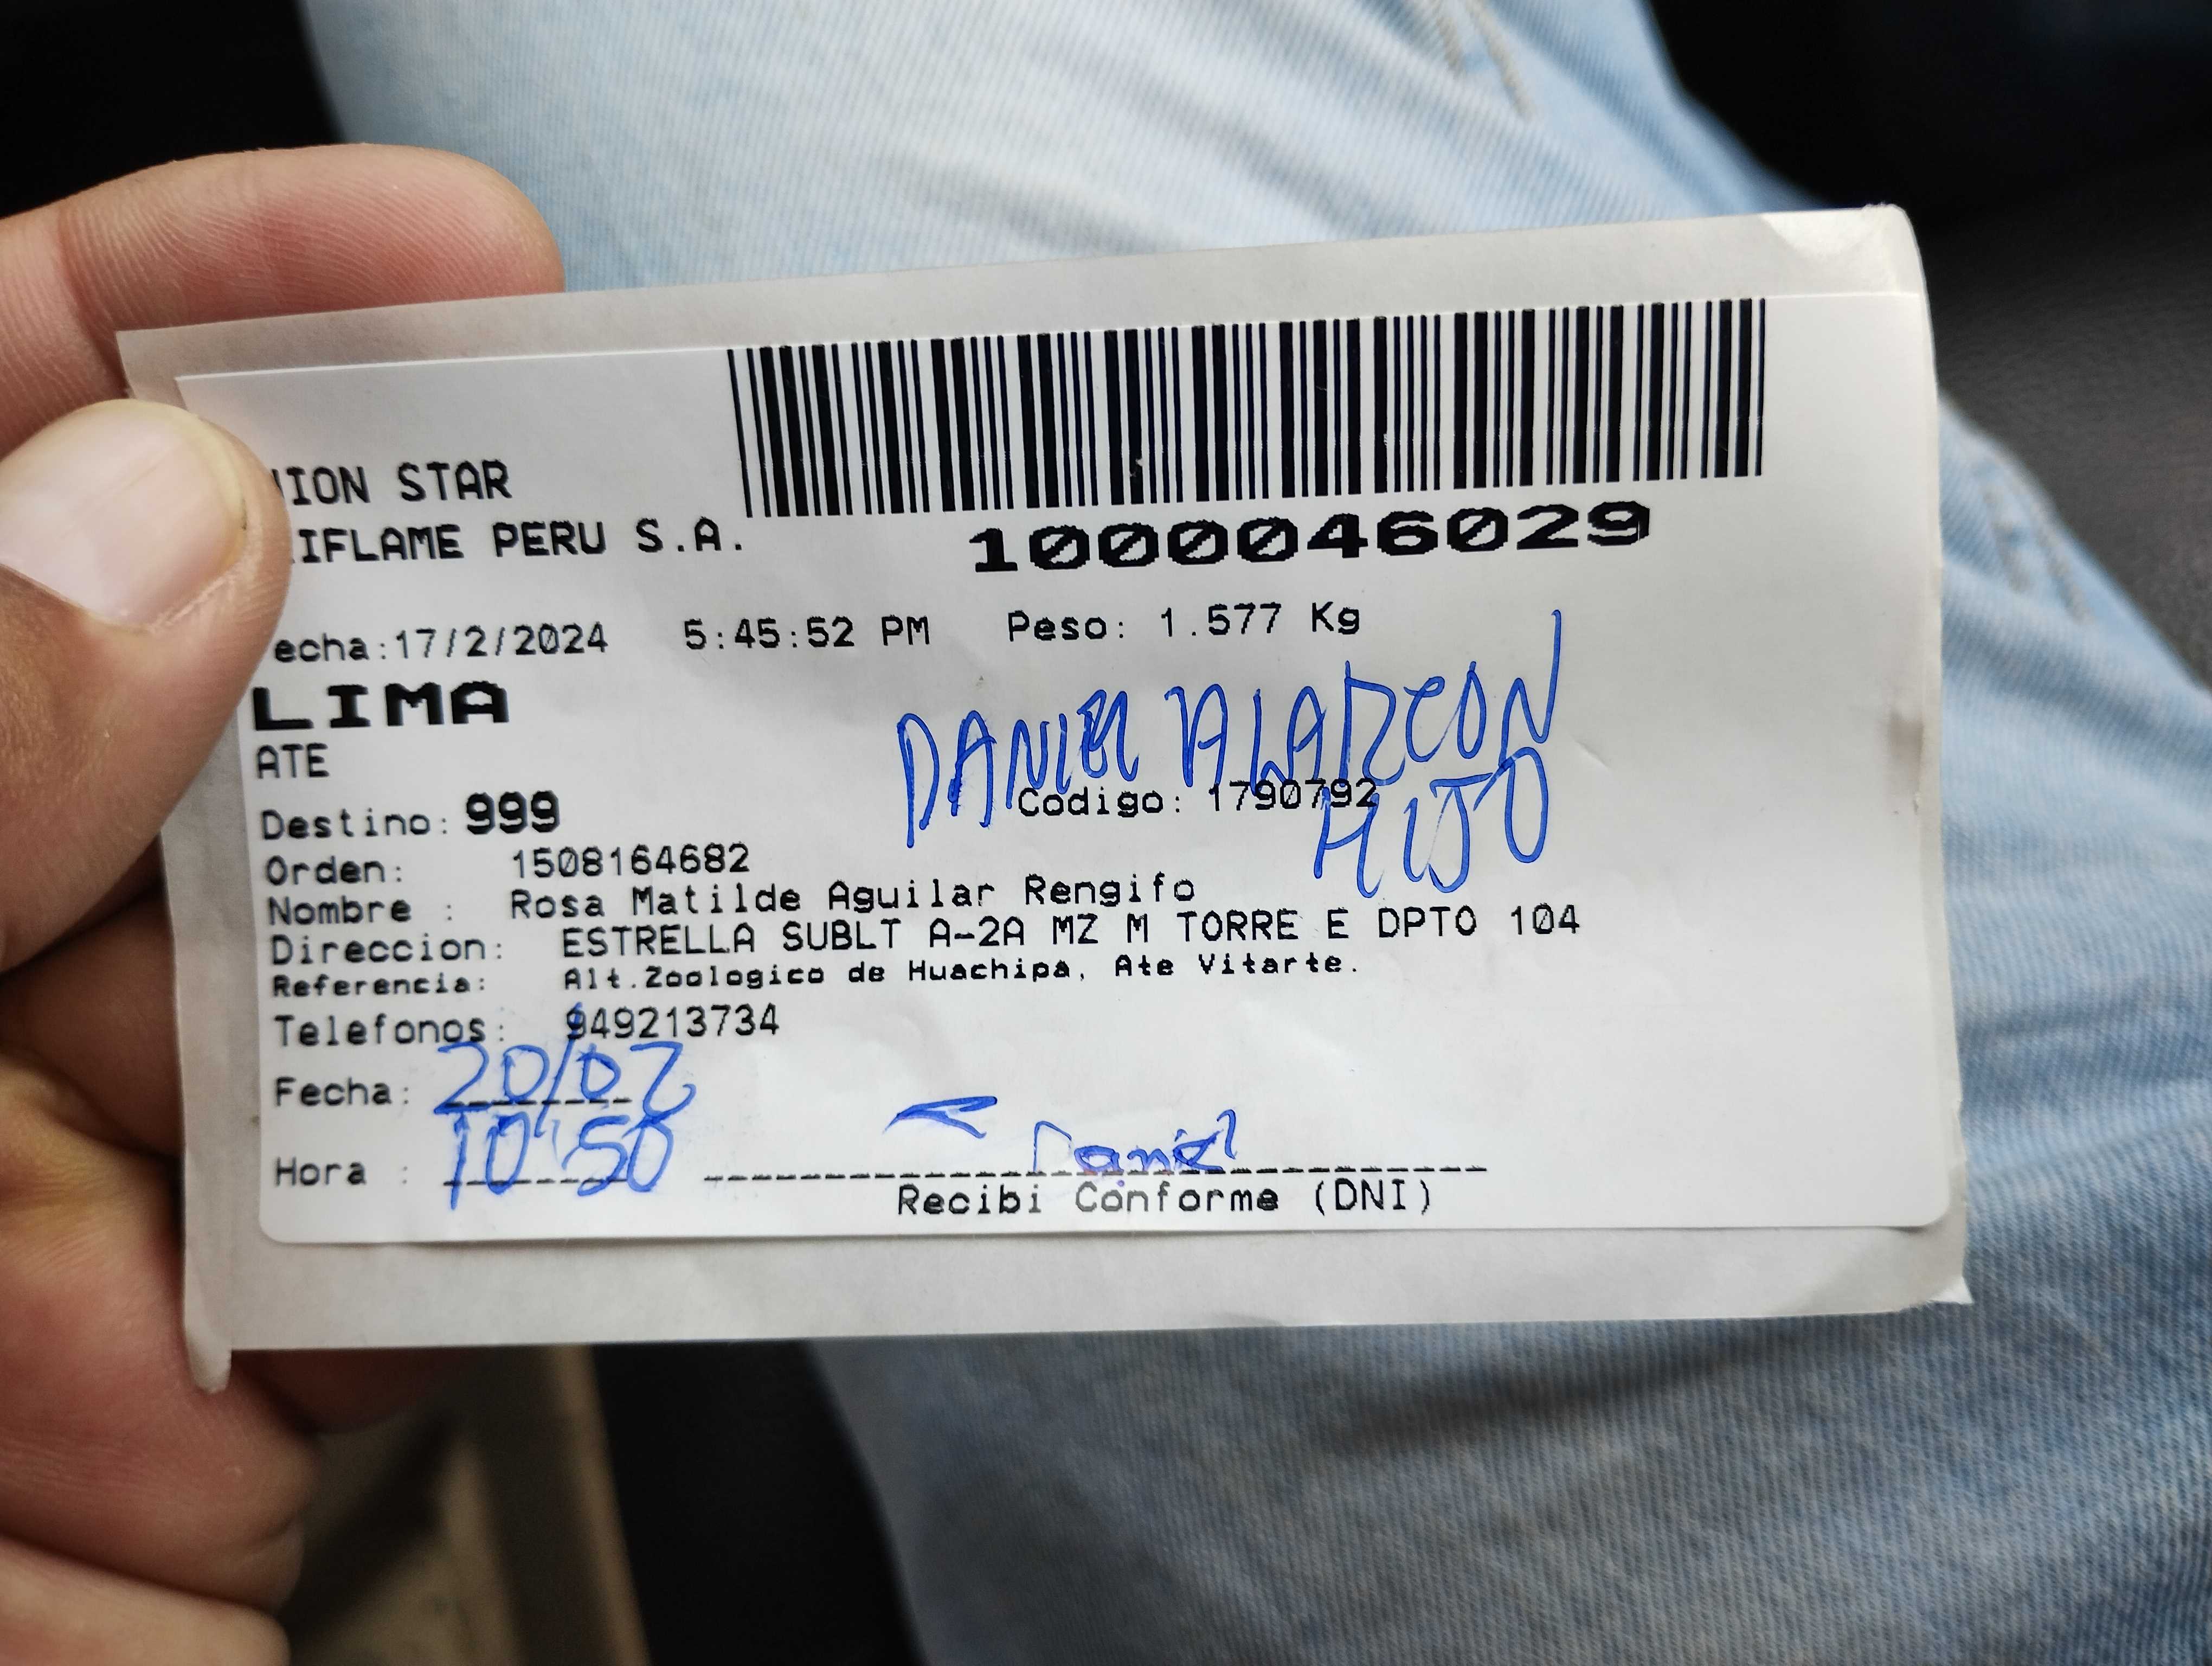 ION STAR
IFLAME PERU S.A.
1000046029
echa:17/2/2024 5:45:52 PM Peso: 1.577 Kg
LIMA
ATE
DANIEL ALARCON
HIJO
Destino: 999 Codigo: 1790792
Orden: 1508164682
Nombre : Rosa Matilde Aguilar Rengifo
Direccion: ESTRELLA SUBLT A-2A MZ M TORRE E DPTO 104
Referencia: Alt.Zoologico de Huachipa, Ate Vitarte.
Telefonos: 949213734
Fecha: 20/02
Hora : 10:50 Daniel
Recibi Conforme (DNI)